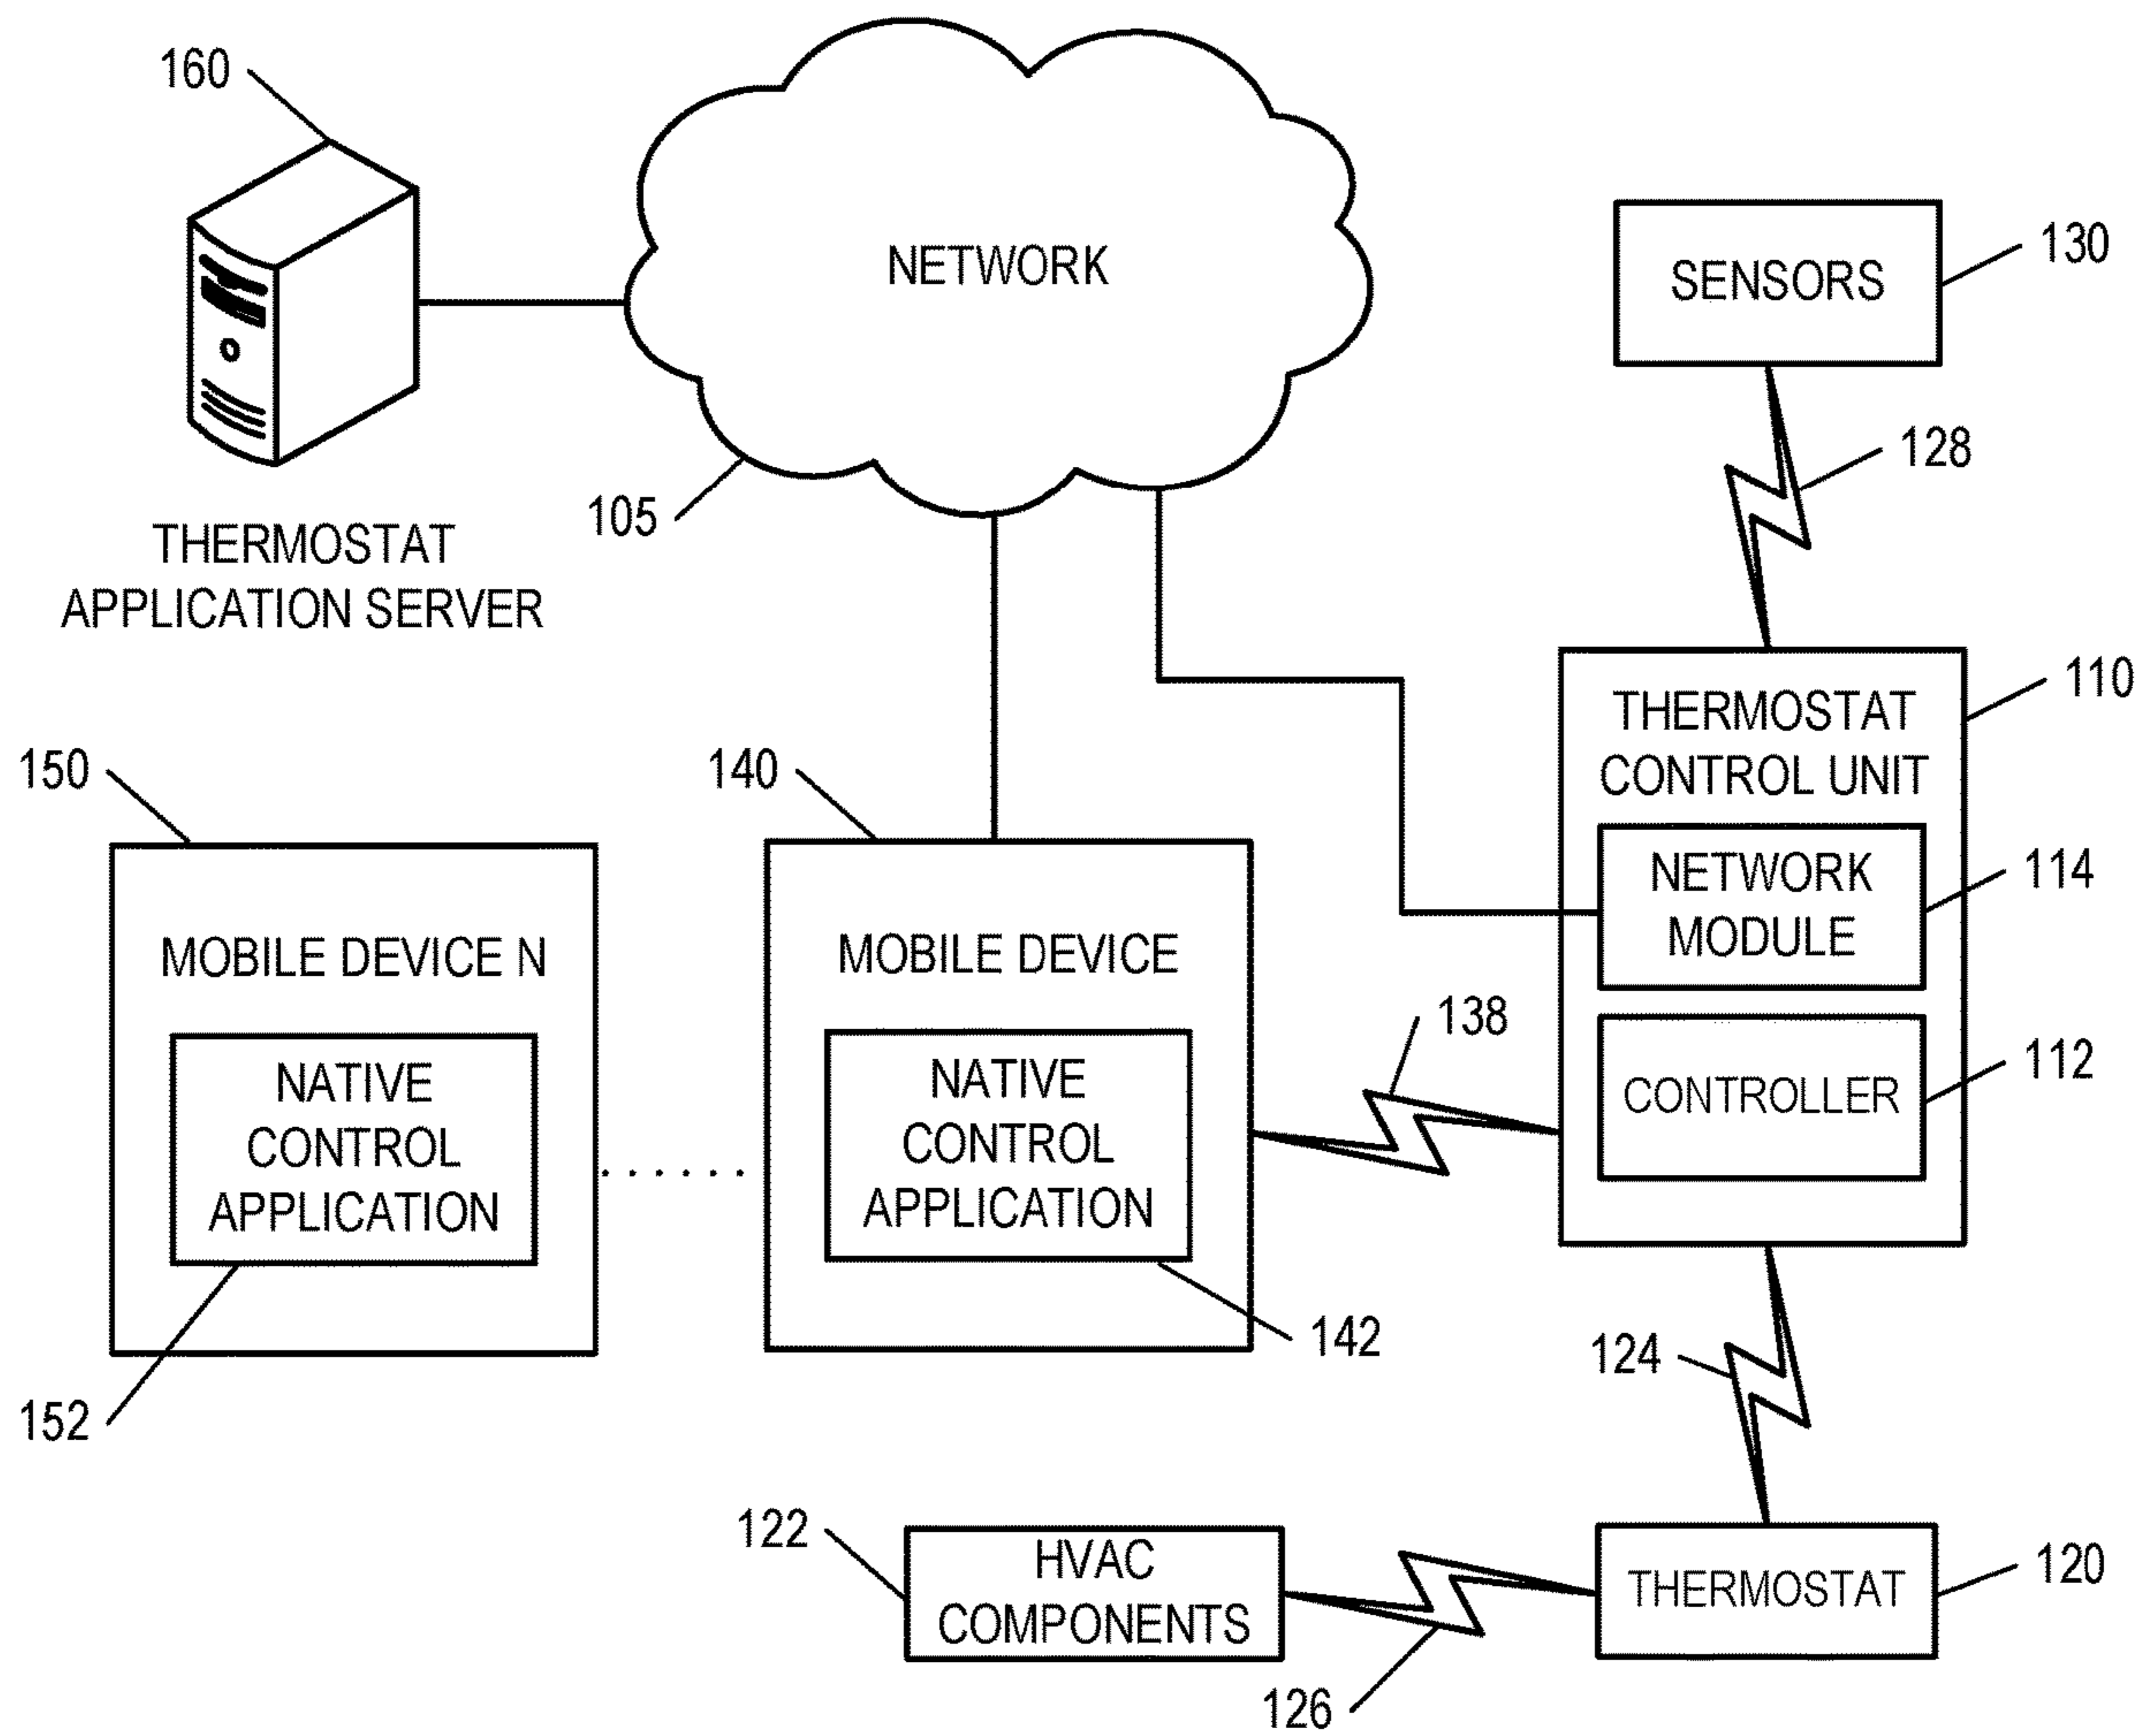 160
NETWORK
SENSORS
130
128
105
THERMOSTAT
APPLICATION SERVER
110
THERMOSTAT
CONTROL UNIT
150
140
NETWORK
MODULE
114
MOBILE DEVICE N
MOBILE DEVICE
138
CONTROLLER
112
NATIVE
CONTROL
APPLICATION
NATIVE
CONTROL
APPLICATION
142
124
152
122
HVAC
COMPONENTS
THERMOSTAT
120
126